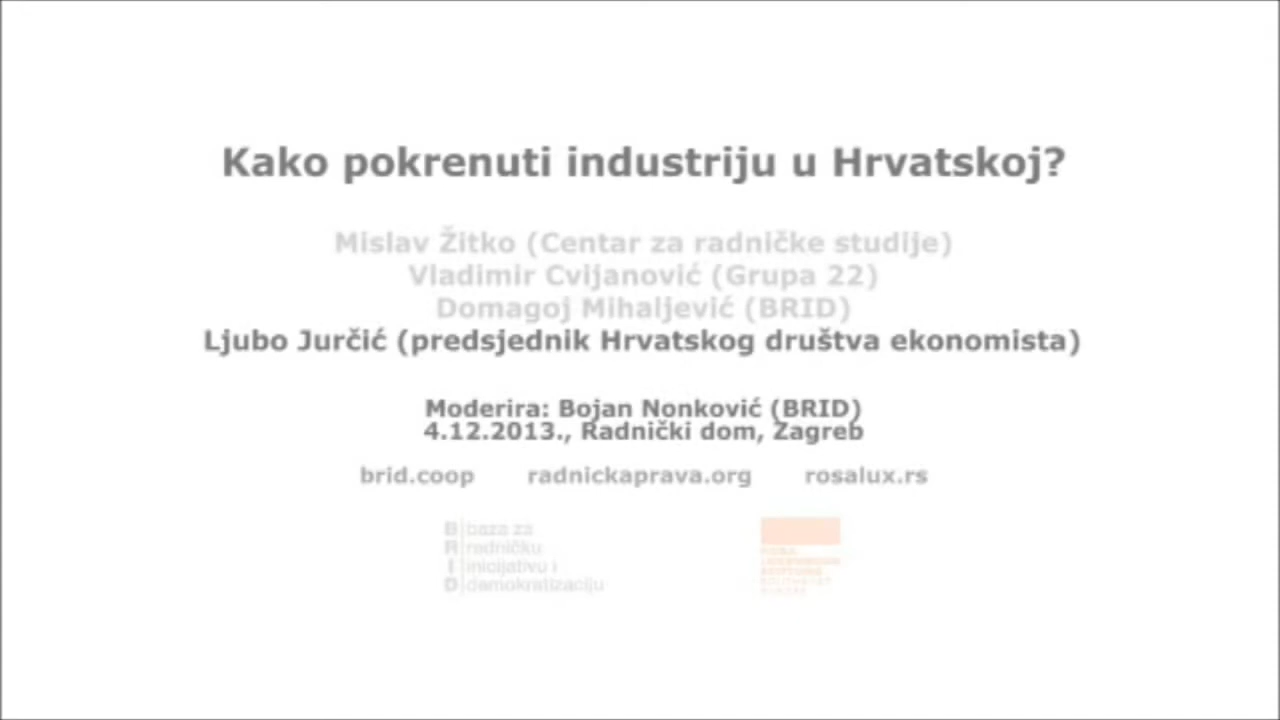 Kako pokrenuti industriju u Hrvatskoj?
Mislav Žitko (Centar za radničke studije)
Vladimir Cvijanović (Grupa 22)
Domagoj Mihaljević (BRID)
Ljubo Jurčić (predsjednik Hrvatskog društva ekonomista)
Moderira: Bojan Nonković (BRID)
4.12.2013., Radnički dom, Zagreb
brid.coop radnickaprava.org rosalux.rs
B baza za
R radničku
I inicijativu i
D demokratizaciju